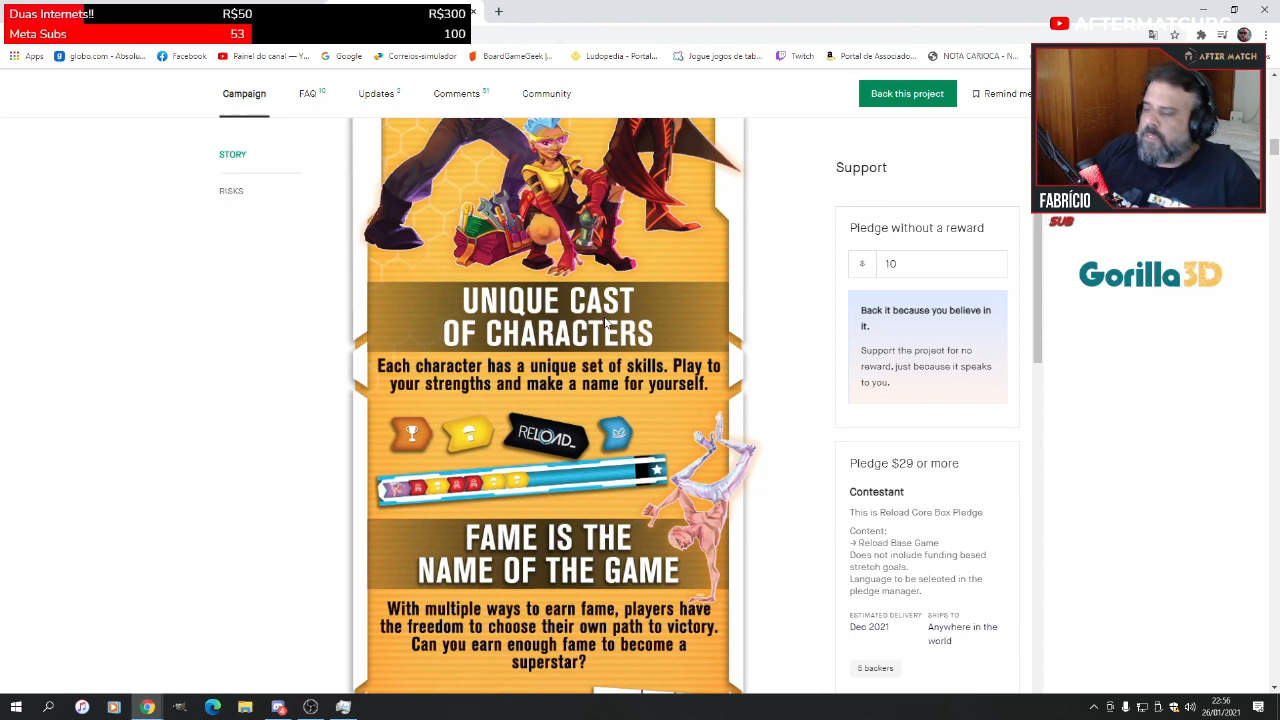 Duas Internets!! R$50 R$300
Meta Subs 53 100
AFTERMATCHBG
Apps globo.com - Absolu... Facebook Painel do canal — Y... Google Correios-simulador BoardGameGeek |... Ludopedia - Portal... Jogue jogos de tab... Twitch Portal de Associado... NOTA CARIOCA — N...
AFTER MATCH
Campaign FAQ 10 Updates 2 Comments 51 Community Back this project Remind me
STORY
RISKS
Support
FABRÍCIO
SUB
Gorilla3D
Pledge without a reward
$ 10
Back it because you believe in
it.
Support the project for no
reward, just because it speaks
to you.
UNIQUE CAST
OF CHARACTERS
Each character has a unique set of skills. Play to
your strengths and make a name for yourself.
RELOAD_
FAME IS THE
NAME OF THE GAME
With multiple ways to earn fame, players have
the freedom to choose their own path to victory.
Can you earn enough fame to become a
superstar?
Pledge $29 or more
Contestant
This is Reload Core Box Pledge
Content:
→ Reload Base Game
Does not include funding based
stretch goals.
Language to be selected in the
pledge manager.
ESTIMATED DELIVERY SHIPS TO
Dec 2021 Anywhere in the
world
5 backers
4
22:56
26/01/2021